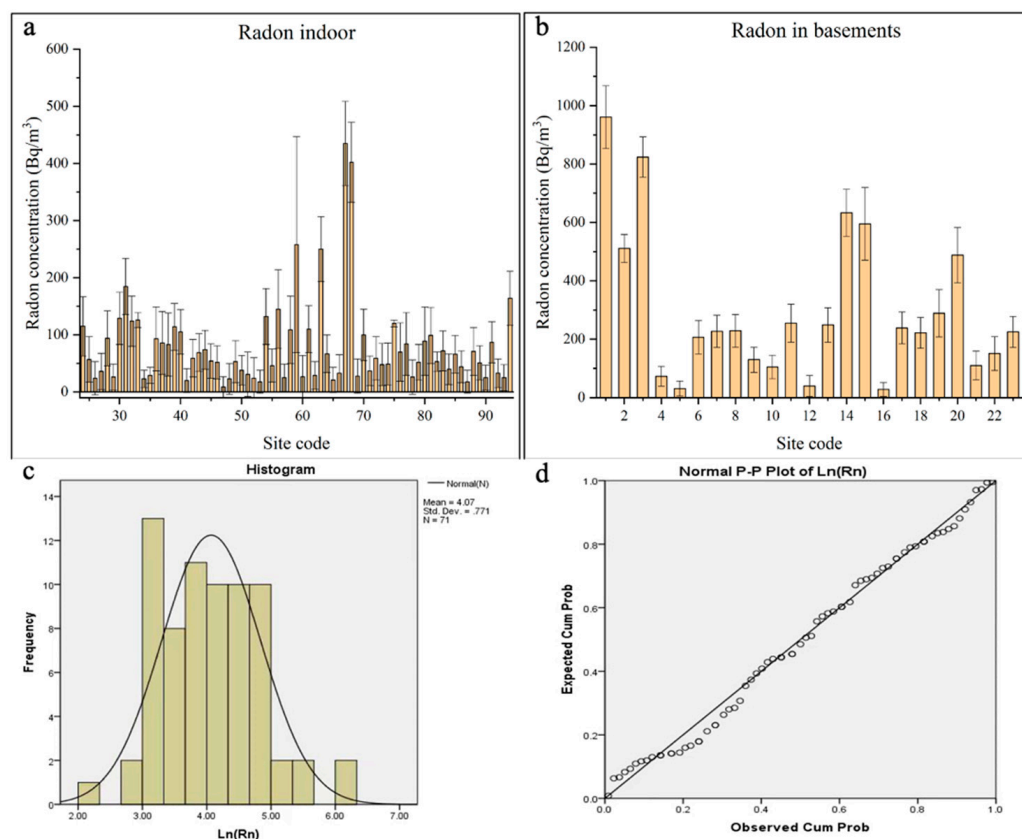 a
Radon indoor
600
500
400
300
200
100
0
Radon concentration (Bq/m³)
30 40 50 60 70 80 90
Site code
b
Radon in basements
1200
1000
800
600
400
200
0
Radon concentration (Bq/m³)
2 4 6 8 10 12 14 16 18 20 22
Site code
c
Histogram
Normal(N)
Mean = 4.07
Std. Dev. = .771
N = 71
14
12
10
8
6
4
2
0
Frequency
2.00 3.00 4.00 5.00 6.00 7.00
Ln(Rn)
d
Normal P-P Plot of Ln(Rn)
1.0
0.8
0.6
0.4
0.2
0.0
Expected Cum Prob
0.0 0.2 0.4 0.6 0.8 1.0
Observed Cum Prob